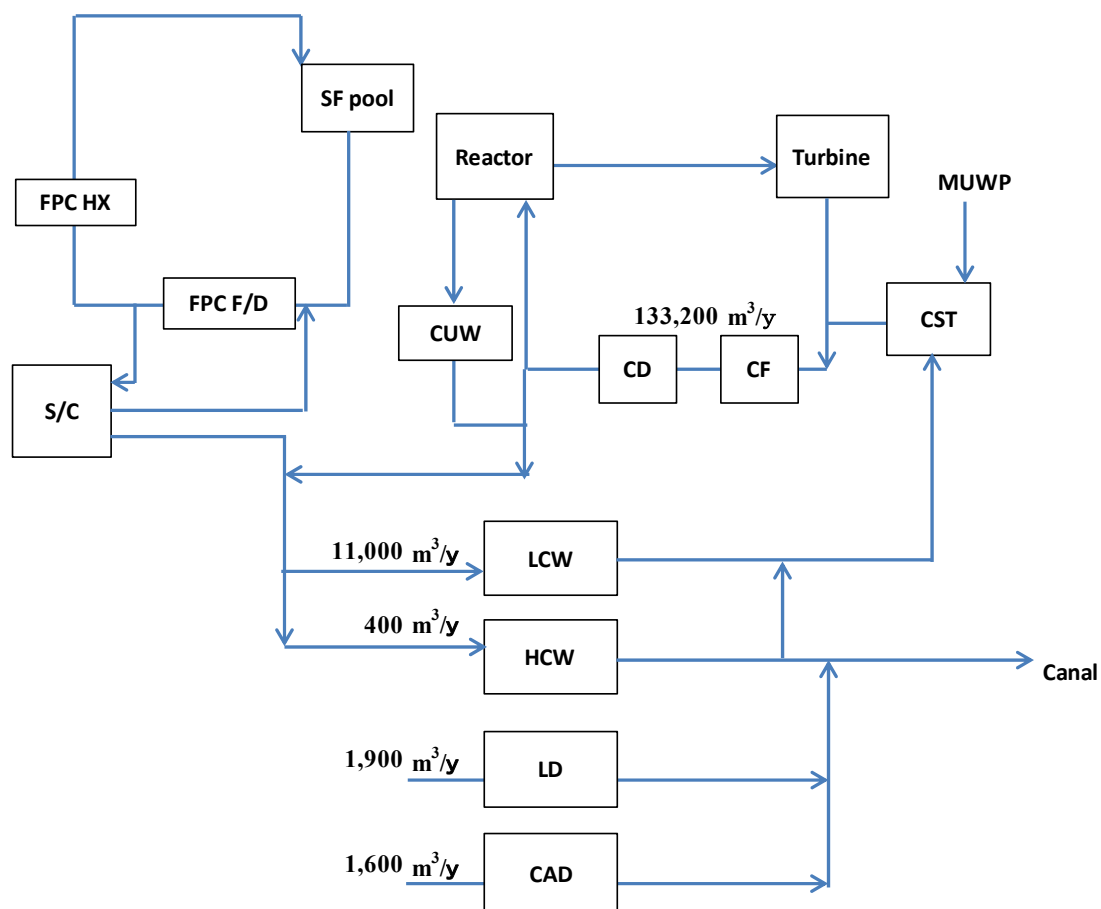 SF pool
Reactor
Turbine
MUWP
FPC HX
FPC F/D
CUW
133,200 m³/y
CST
CD
CF
S/C
11,000 m³/y
LCW
400 m³/y
HCW
Canal
1,900 m³/y
LD
1,600 m³/y
CAD